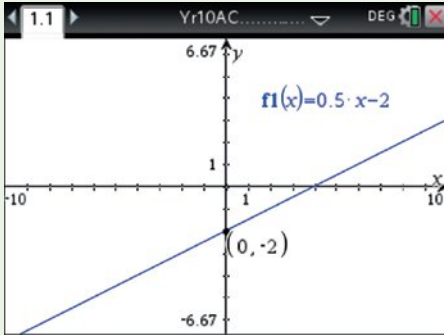 1.1 Yr10AC.......... DEG
6.67 y
f1(x)=0.5·x−2
1
x
-10 1 10
(0, -2)
-6.67